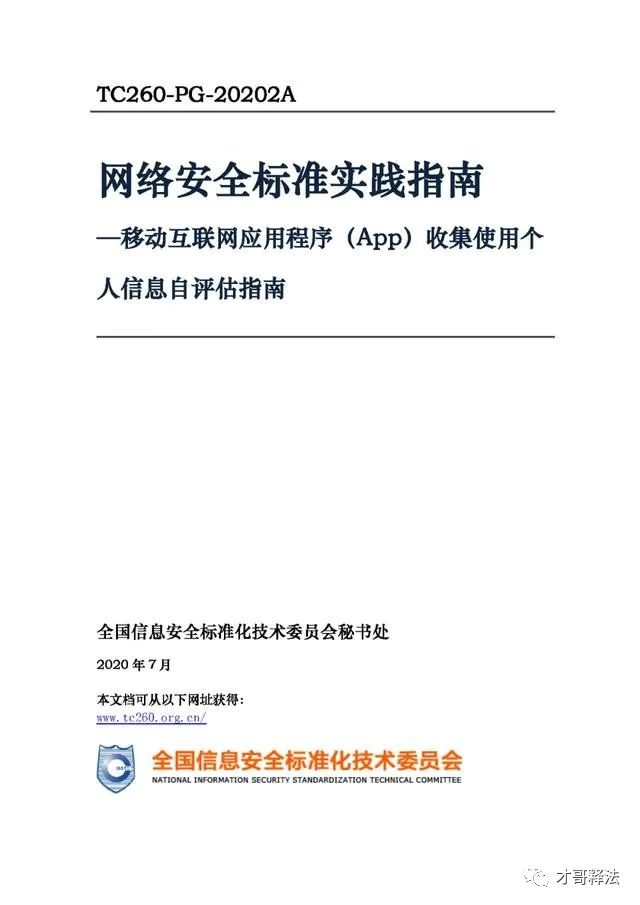 TC260-PG-20202A
网络安全标准实践指南
—移动互联网应用程序（App）收集使用个
人信息自评估指南
全国信息安全标准化技术委员会秘书处
2020 年 7 月
本文档可从以下网址获得：
www.tc260.org.cn/
全国信息安全标准化技术委员会
NATIONAL INFORMATION SECURITY STANDARDIZATION TECHNICAL COMMITTEE
才哥释法